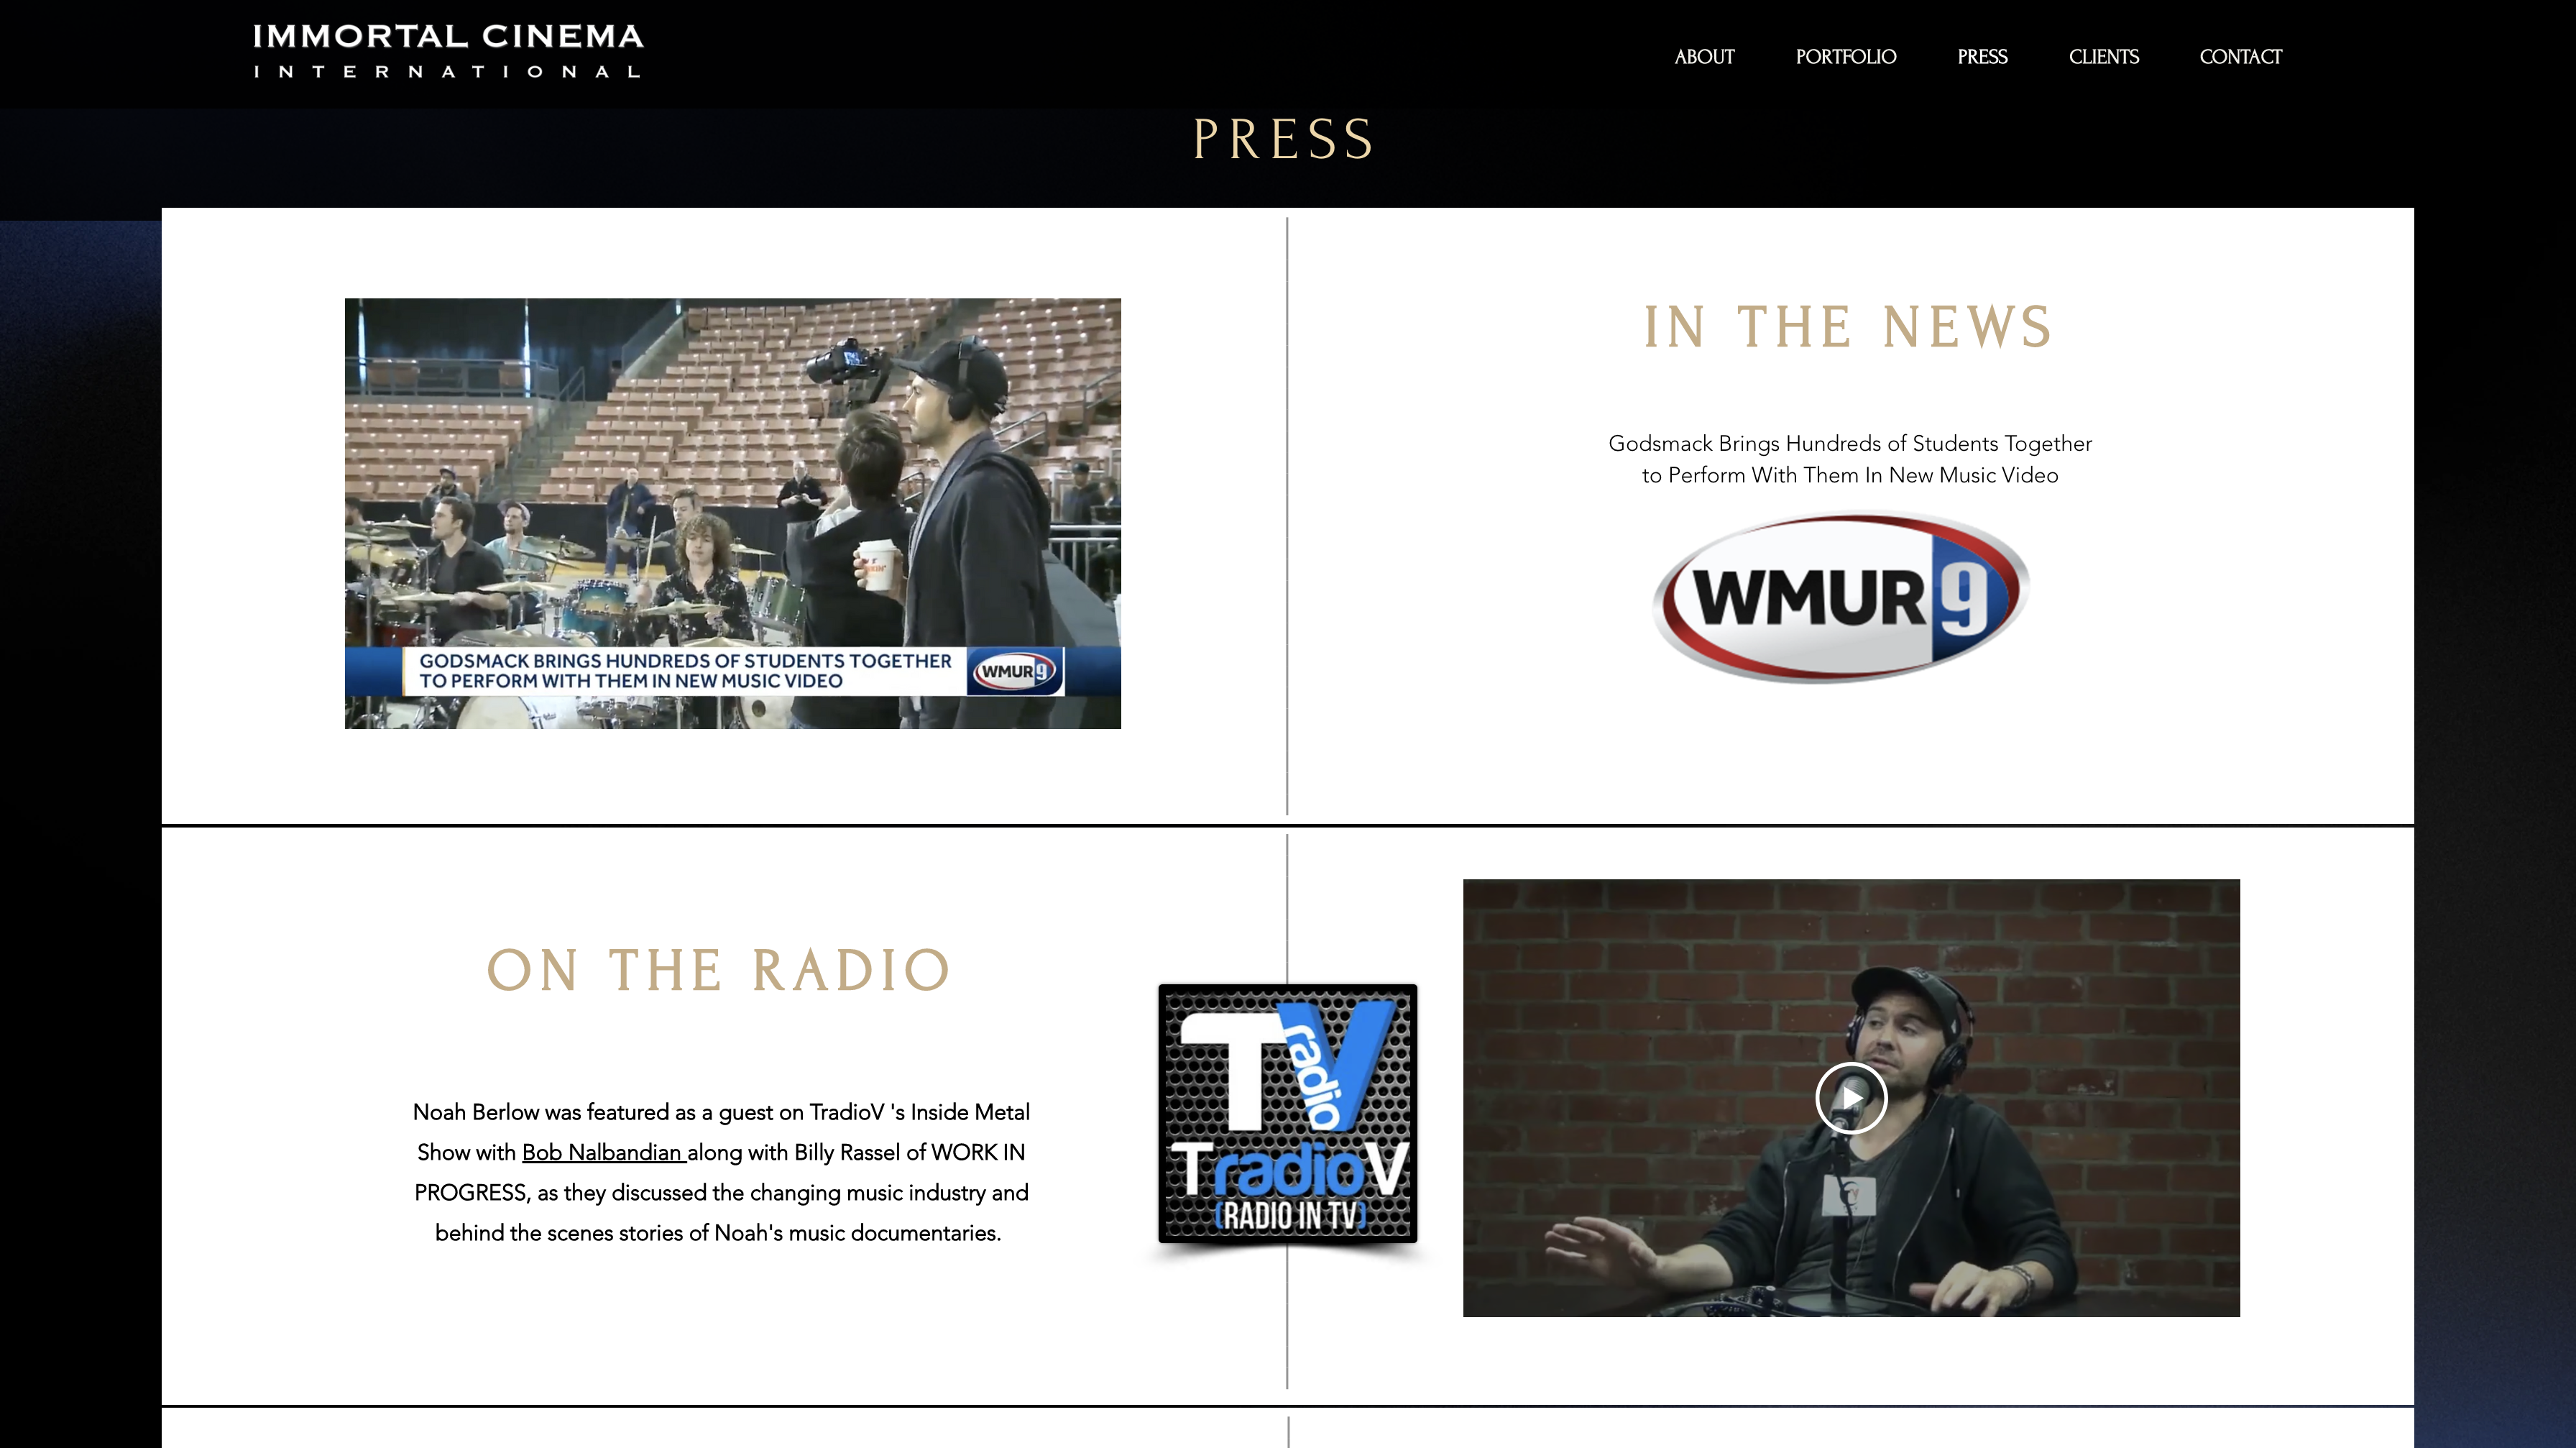 IMMORTAL CINEMA
INTERNATIONAL
ABOUT
PORTFOLIO
PRESS
CLIENTS
CONTACT
PRESS
GODSMACK BRINGS HUNDREDS OF STUDENTS TOGETHER
TO PERFORM WITH THEM IN NEW MUSIC VIDEO
WMUR9
IN THE NEWS
Godsmack Brings Hundreds of Students Together
to Perform With Them In New Music Video
WMUR9
ON THE RADIO
Noah Berlow was featured as a guest on TradioV 's Inside Metal
Show with Bob Nalbandian along with Billy Rassel of WORK IN
PROGRESS, as they discussed the changing music industry and
behind the scenes stories of Noah's music documentaries.
TradioV
TradioV
(RADIO IN TV)